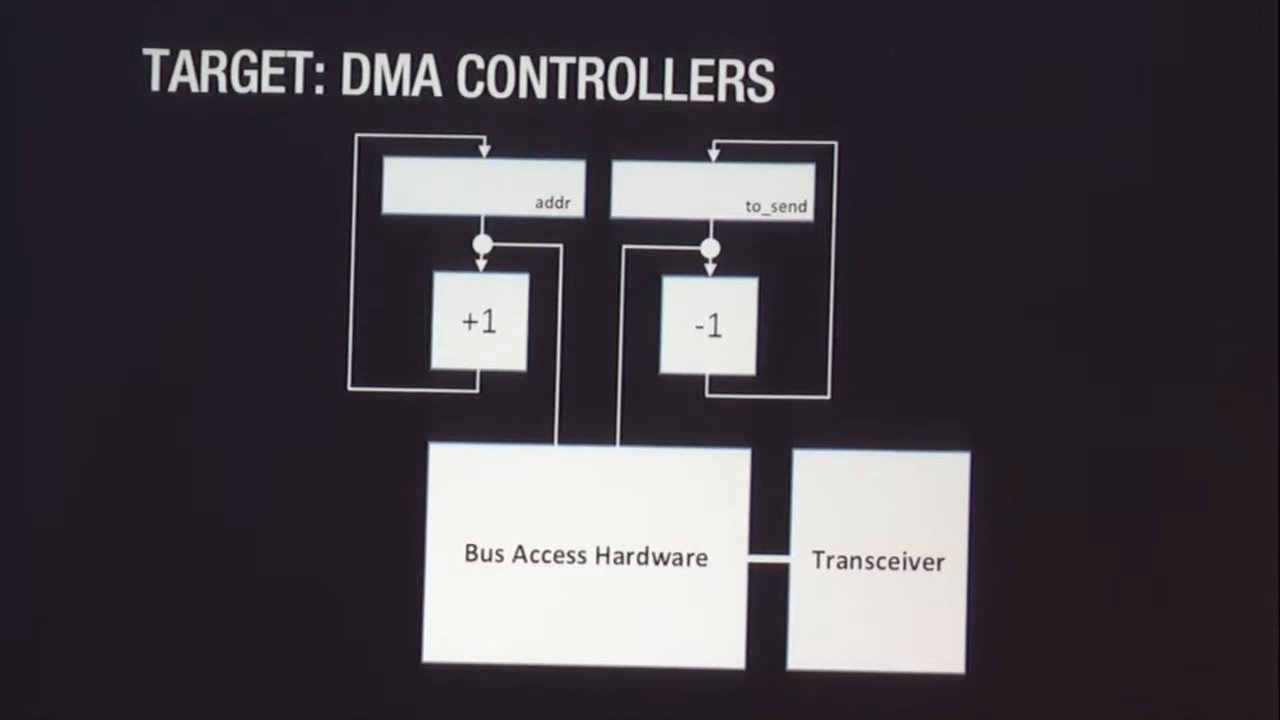 TARGET: DMA CONTROLLERS
addr
to_send
+1
-1
Bus Access Hardware
Transceiver